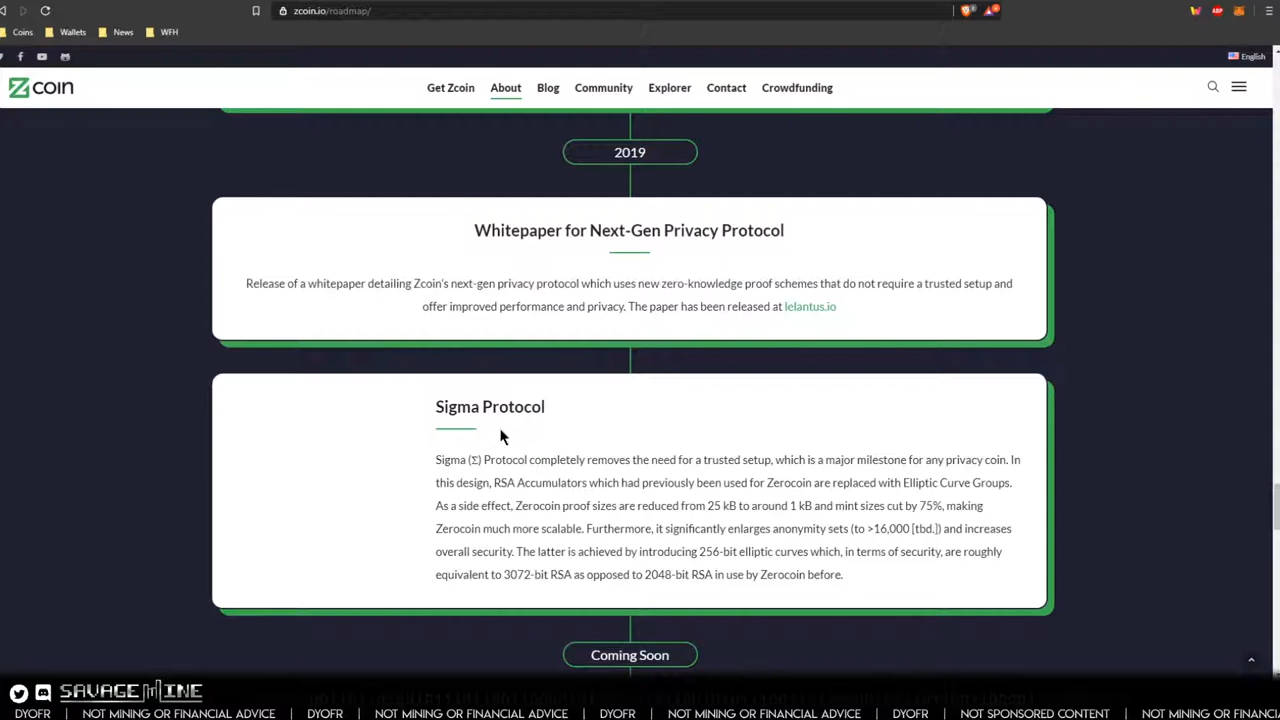 zcoin.io/roadmap/
Coins Wallets News WFH
English
Zcoin
Get Zcoin About Blog Community Explorer Contact Crowdfunding
2019
Whitepaper for Next-Gen Privacy Protocol
Release of a whitepaper detailing Zcoin's next-gen privacy protocol which uses new zero-knowledge proof schemes that do not require a trusted setup and
offer improved performance and privacy. The paper has been released at lelantus.io
Sigma Protocol
Sigma (Σ) Protocol completely removes the need for a trusted setup, which is a major milestone for any privacy coin. In
this design, RSA Accumulators which had previously been used for Zerocoin are replaced with Elliptic Curve Groups.
As a side effect, Zerocoin proof sizes are reduced from 25 kB to around 1 kB and mint sizes cut by 75%, making
Zerocoin much more scalable. Furthermore, it significantly enlarges anonymity sets (to >16,000 [tbd.]) and increases
overall security. The latter is achieved by introducing 256-bit elliptic curves which, in terms of security, are roughly
equivalent to 3072-bit RSA as opposed to 2048-bit RSA in use by Zerocoin before.
Coming Soon
SAVAGEMINE
DYOFR | NOT MINING OR FINANCIAL ADVICE | DYOFR | NOT MINING OR FINANCIAL ADVICE | DYOFR | NOT MINING OR FINANCIAL ADVICE | DYOFR | NOT SPONSORED CONTENT | NOT MINING OR FINANCIAL